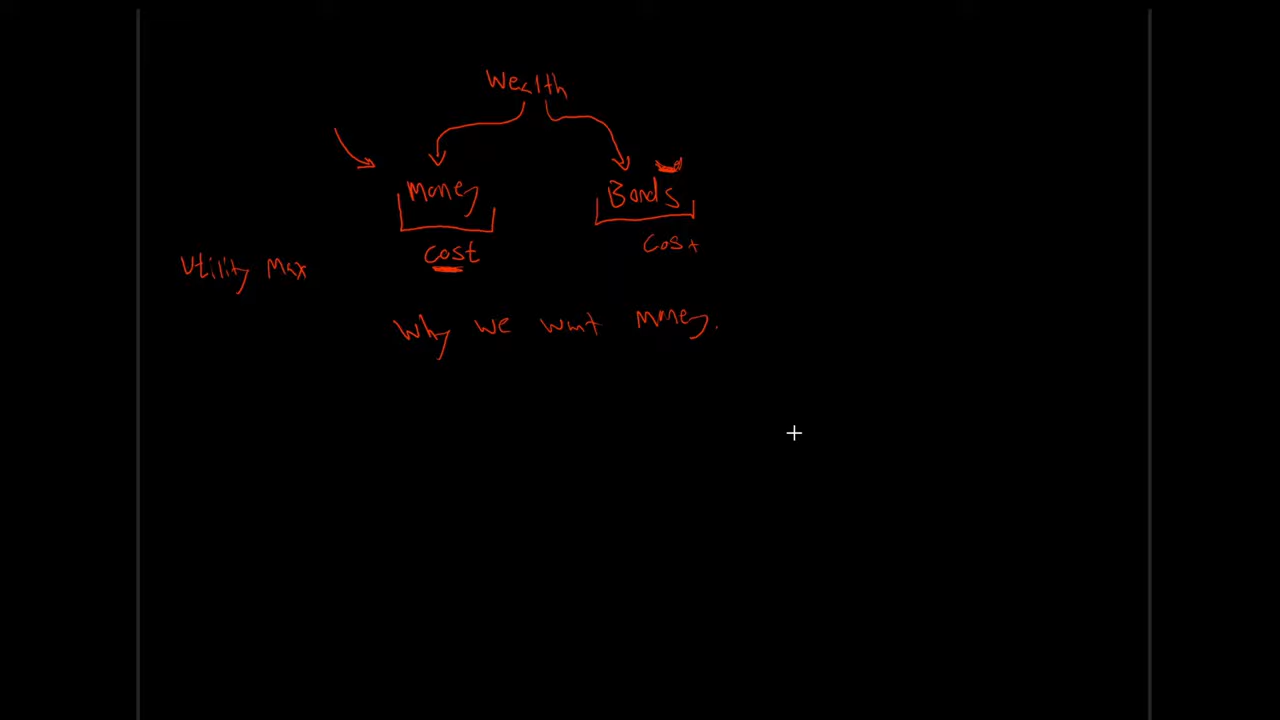 Wealth
Money Bonds
cost Cost
Utility Max
Why we want money.